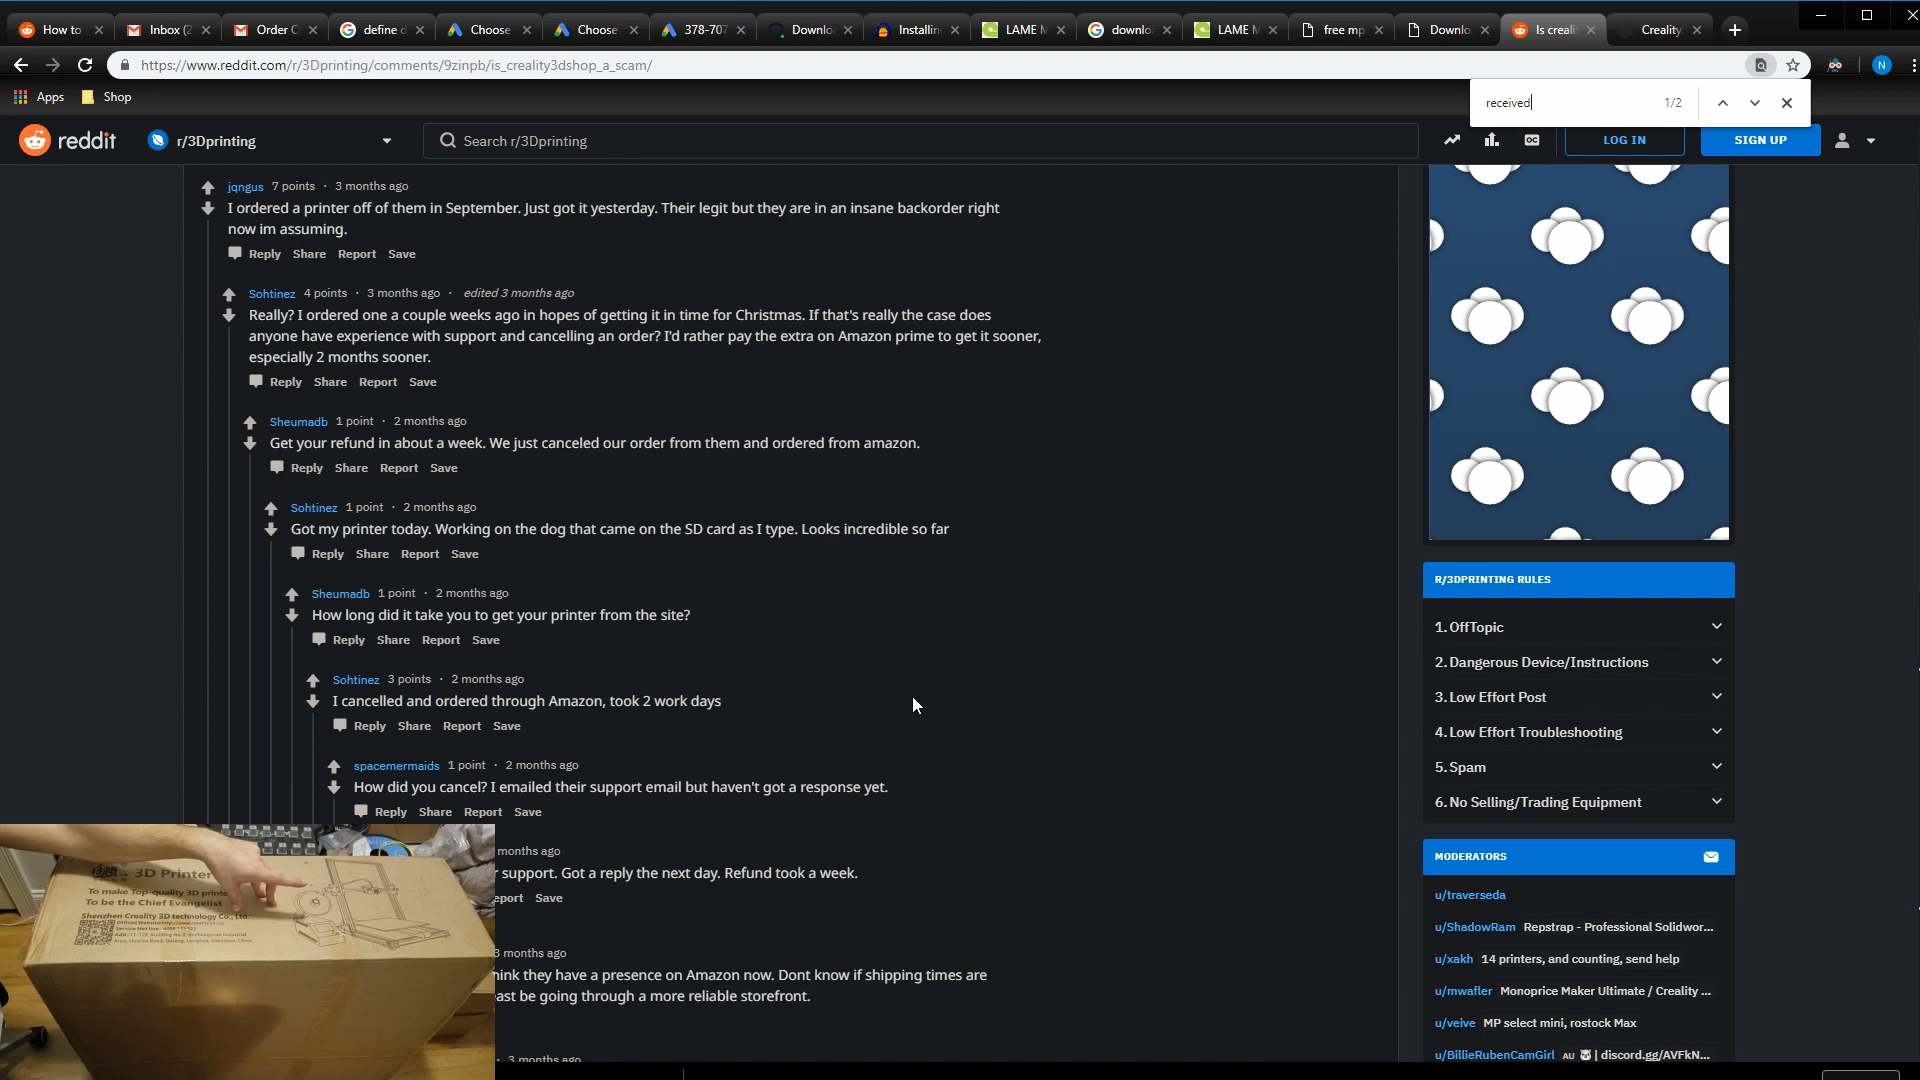 How to
Inbox (2
Order C
define d
Choose
Choose
378-707
Downlo
Installin
LAME M
downlo
LAME M
free mp
Downlo
Is creali
Creality
https://www.reddit.com/r/3Dprinting/comments/9zinpb/is_creality3dshop_a_scam/
N
Apps
Shop
received
1/2
reddit
r/3Dprinting
Search r/3Dprinting
LOG IN
SIGN UP
jqngus 7 points · 3 months ago
I ordered a printer off of them in September. Just got it yesterday. Their legit but they are in an insane backorder right
now im assuming.
Reply Share Report Save
Sohtinez 4 points · 3 months ago · edited 3 months ago
Really? I ordered one a couple weeks ago in hopes of getting it in time for Christmas. If that's really the case does
anyone have experience with support and cancelling an order? I'd rather pay the extra on Amazon prime to get it sooner,
especially 2 months sooner.
Reply Share Report Save
Sheumadb 1 point · 2 months ago
Get your refund in about a week. We just canceled our order from them and ordered from amazon.
Reply Share Report Save
Sohtinez 1 point · 2 months ago
Got my printer today. Working on the dog that came on the SD card as I type. Looks incredible so far
Reply Share Report Save
Sheumadb 1 point · 2 months ago
How long did it take you to get your printer from the site?
Reply Share Report Save
Sohtinez 3 points · 2 months ago
I cancelled and ordered through Amazon, took 2 work days
Reply Share Report Save
spacemermaids 1 point · 2 months ago
How did you cancel? I emailed their support email but haven't got a response yet.
Reply Share Report Save
months ago
support. Got a reply the next day. Refund took a week.
eport Save
3 months ago
hink they have a presence on Amazon now. Dont know if shipping times are
ast be going through a more reliable storefront.
· 3 months ago
R/3DPRINTING RULES
1. OffTopic
2. Dangerous Device/Instructions
3. Low Effort Post
4. Low Effort Troubleshooting
5. Spam
6. No Selling/Trading Equipment
MODERATORS
u/traverseda
u/ShadowRam Repstrap - Professional Solidwor...
u/xakh 14 printers, and counting, send help
u/mwafler Monoprice Maker Ultimate / Creality ...
u/veive MP select mini, rostock Max
u/BillieRubenCamGirl AU | discord.gg/AVFkN...
3D Printer
To make Top-quality 3D printe
To be the Chief Evangelist
Shenzhen Creality 3D technology Co., Ltd.